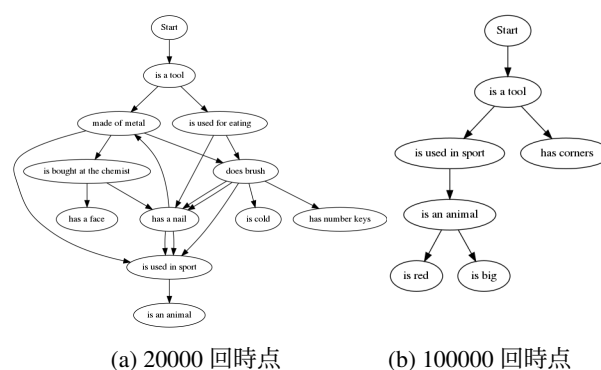 Start
is a tool
made of metal
is used for eating
is bought at the chemist
does brush
has a face
has a nail
is cold
has number keys
is used in sport
is an animal
(a) 20000 回時点
Start
is a tool
is used in sport
has corners
is an animal
is red
is big
(b) 100000 回時点